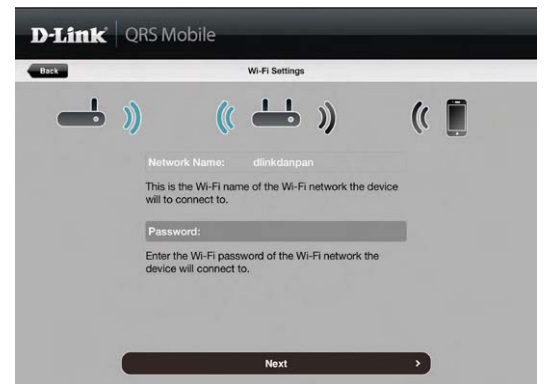 D-Link QRS Mobile
Back
Wi-Fi Settings
Network Name: dlinkdanpan
This is the Wi-Fi name of the Wi-Fi network the device
will to connect to.
Password:
Enter the Wi-Fi password of the Wi-Fi network the
device will connect to.
Next